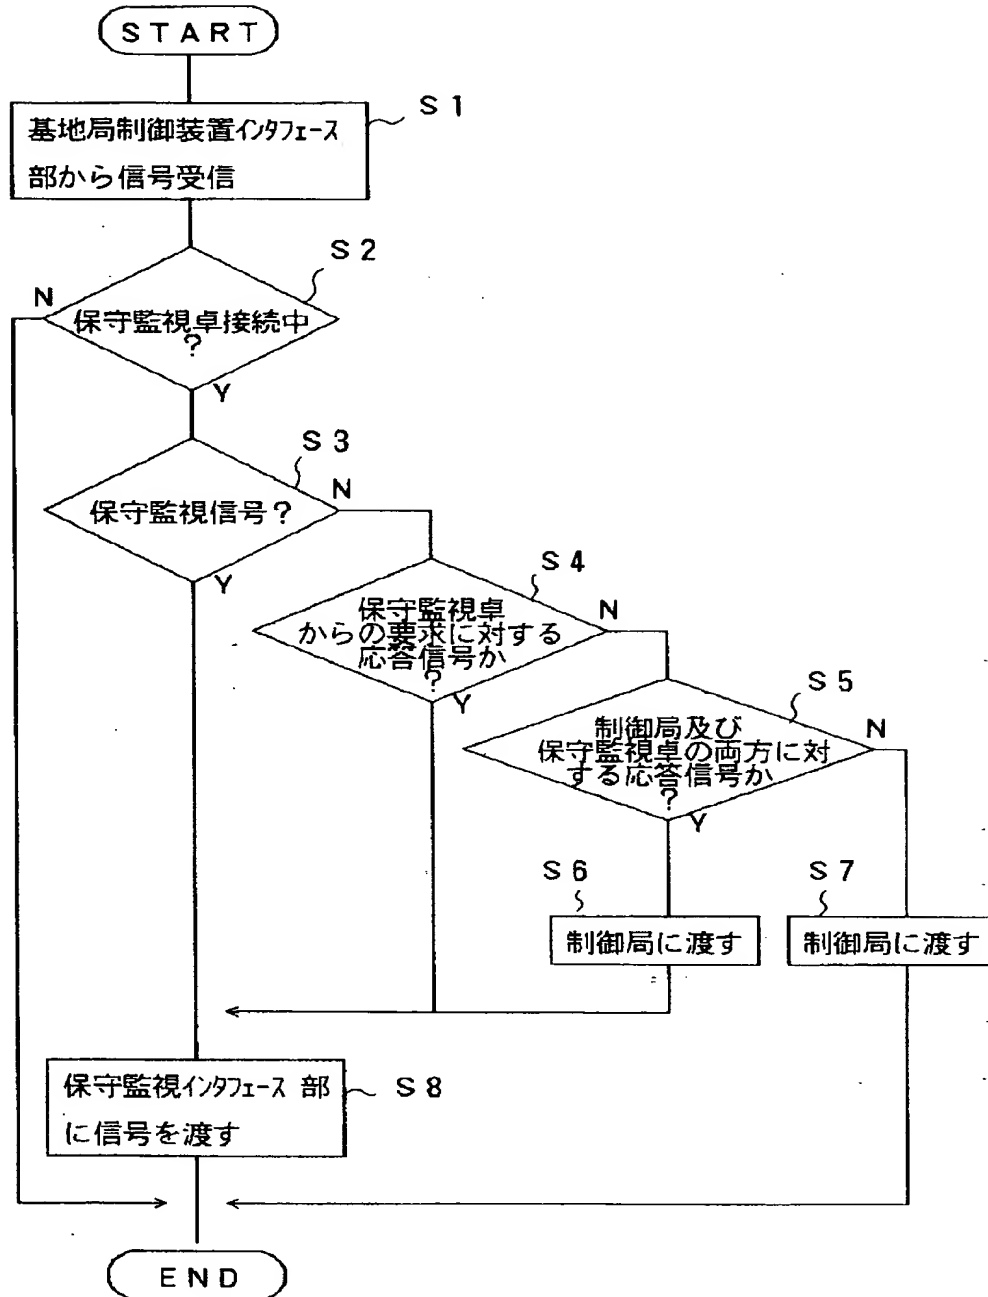 START
S1
基地局制御装置インタフェース
部から信号受信
S2
N
保守監視卓接続中
?
Y
S3
N
保守監視信号?
Y
S4
N
保守監視卓
からの要求に対する
応答信号か
?
Y
S5
N
制御局及び
保守監視卓の両方に対
する応答信号か
?
Y
S6
制御局に渡す
S7
制御局に渡す
保守監視インタフェース 部
に信号を渡す
S8
END